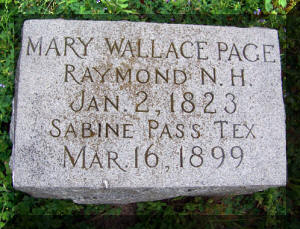 MARY WALLACE PAGE
RAYMOND N.H.
JAN. 2, 1823
SABINE PASS TEX
MAR. 16, 1899